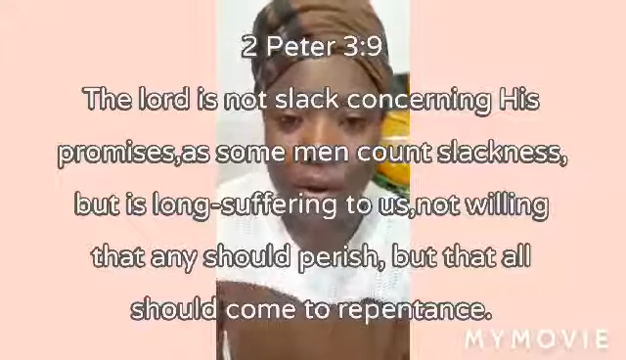 2 Peter 3:9
The lord is not slack concerning His
promises,as some men count slackness,
but is long-suffering to us,not willing
that any should perish, but that all
should come to repentance.
MYMOVIE